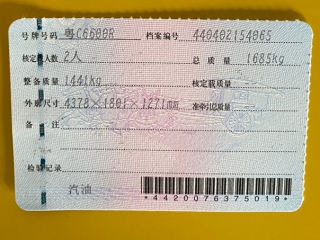 号牌号码 粤C6600R 档案编号 440402154065
核定载人数 2人 总质量 1685kg
整备质量 1441kg 核定载质量
外廓尺寸 4378×1801×1271mm 准牵引总质量
备注
检验记录
汽油
*4420076375019*